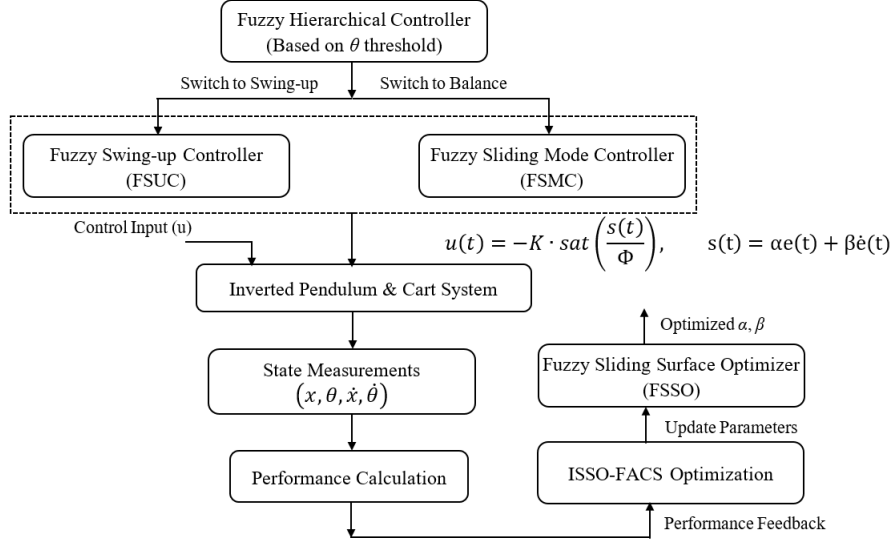 Fuzzy Hierarchical Controller
(Based on θ threshold)
Switch to Swing-up
Switch to Balance
Fuzzy Swing-up Controller
(FSUC)
Fuzzy Sliding Mode Controller
(FSMC)
Control Input (u)
u(t) = −K · sat(s(t)/Φ), s(t) = αe(t) + βė(t)
Inverted Pendulum & Cart System
Optimized α, β
State Measurements
(x, θ, ẋ, θ̇)
Fuzzy Sliding Surface Optimizer
(FSSO)
Update Parameters
Performance Calculation
ISSO-FACS Optimization
Performance Feedback